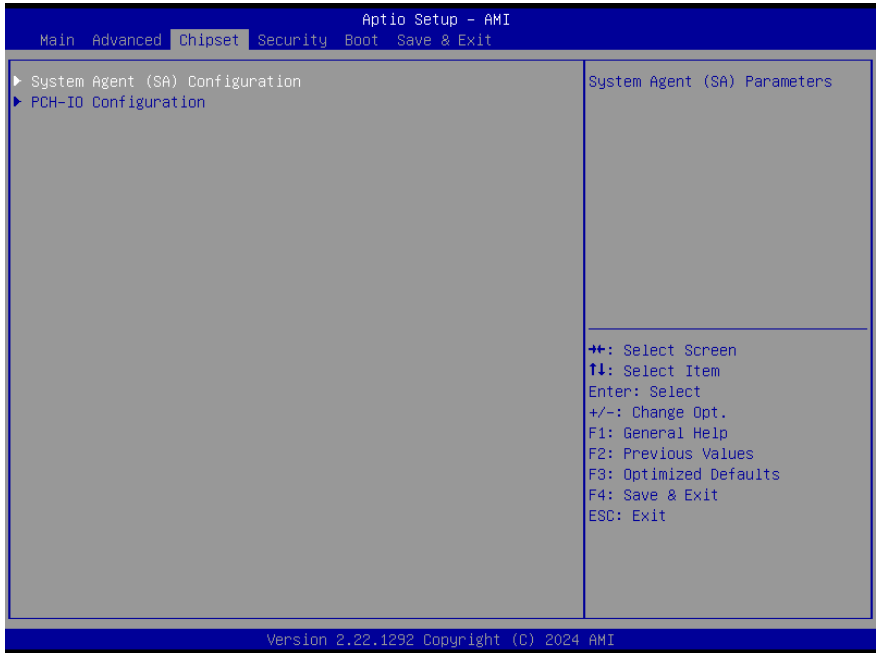 Aptio Setup - AMI
Main Advanced Chipset Security Boot Save & Exit
System Agent (SA) Configuration
PCH-IO Configuration
System Agent (SA) Parameters
→←: Select Screen
↑↓: Select Item
Enter: Select
+/-: Change Opt.
F1: General Help
F2: Previous Values
F3: Optimized Defaults
F4: Save & Exit
ESC: Exit
Version 2.22.1292 Copyright (C) 2024 AMI